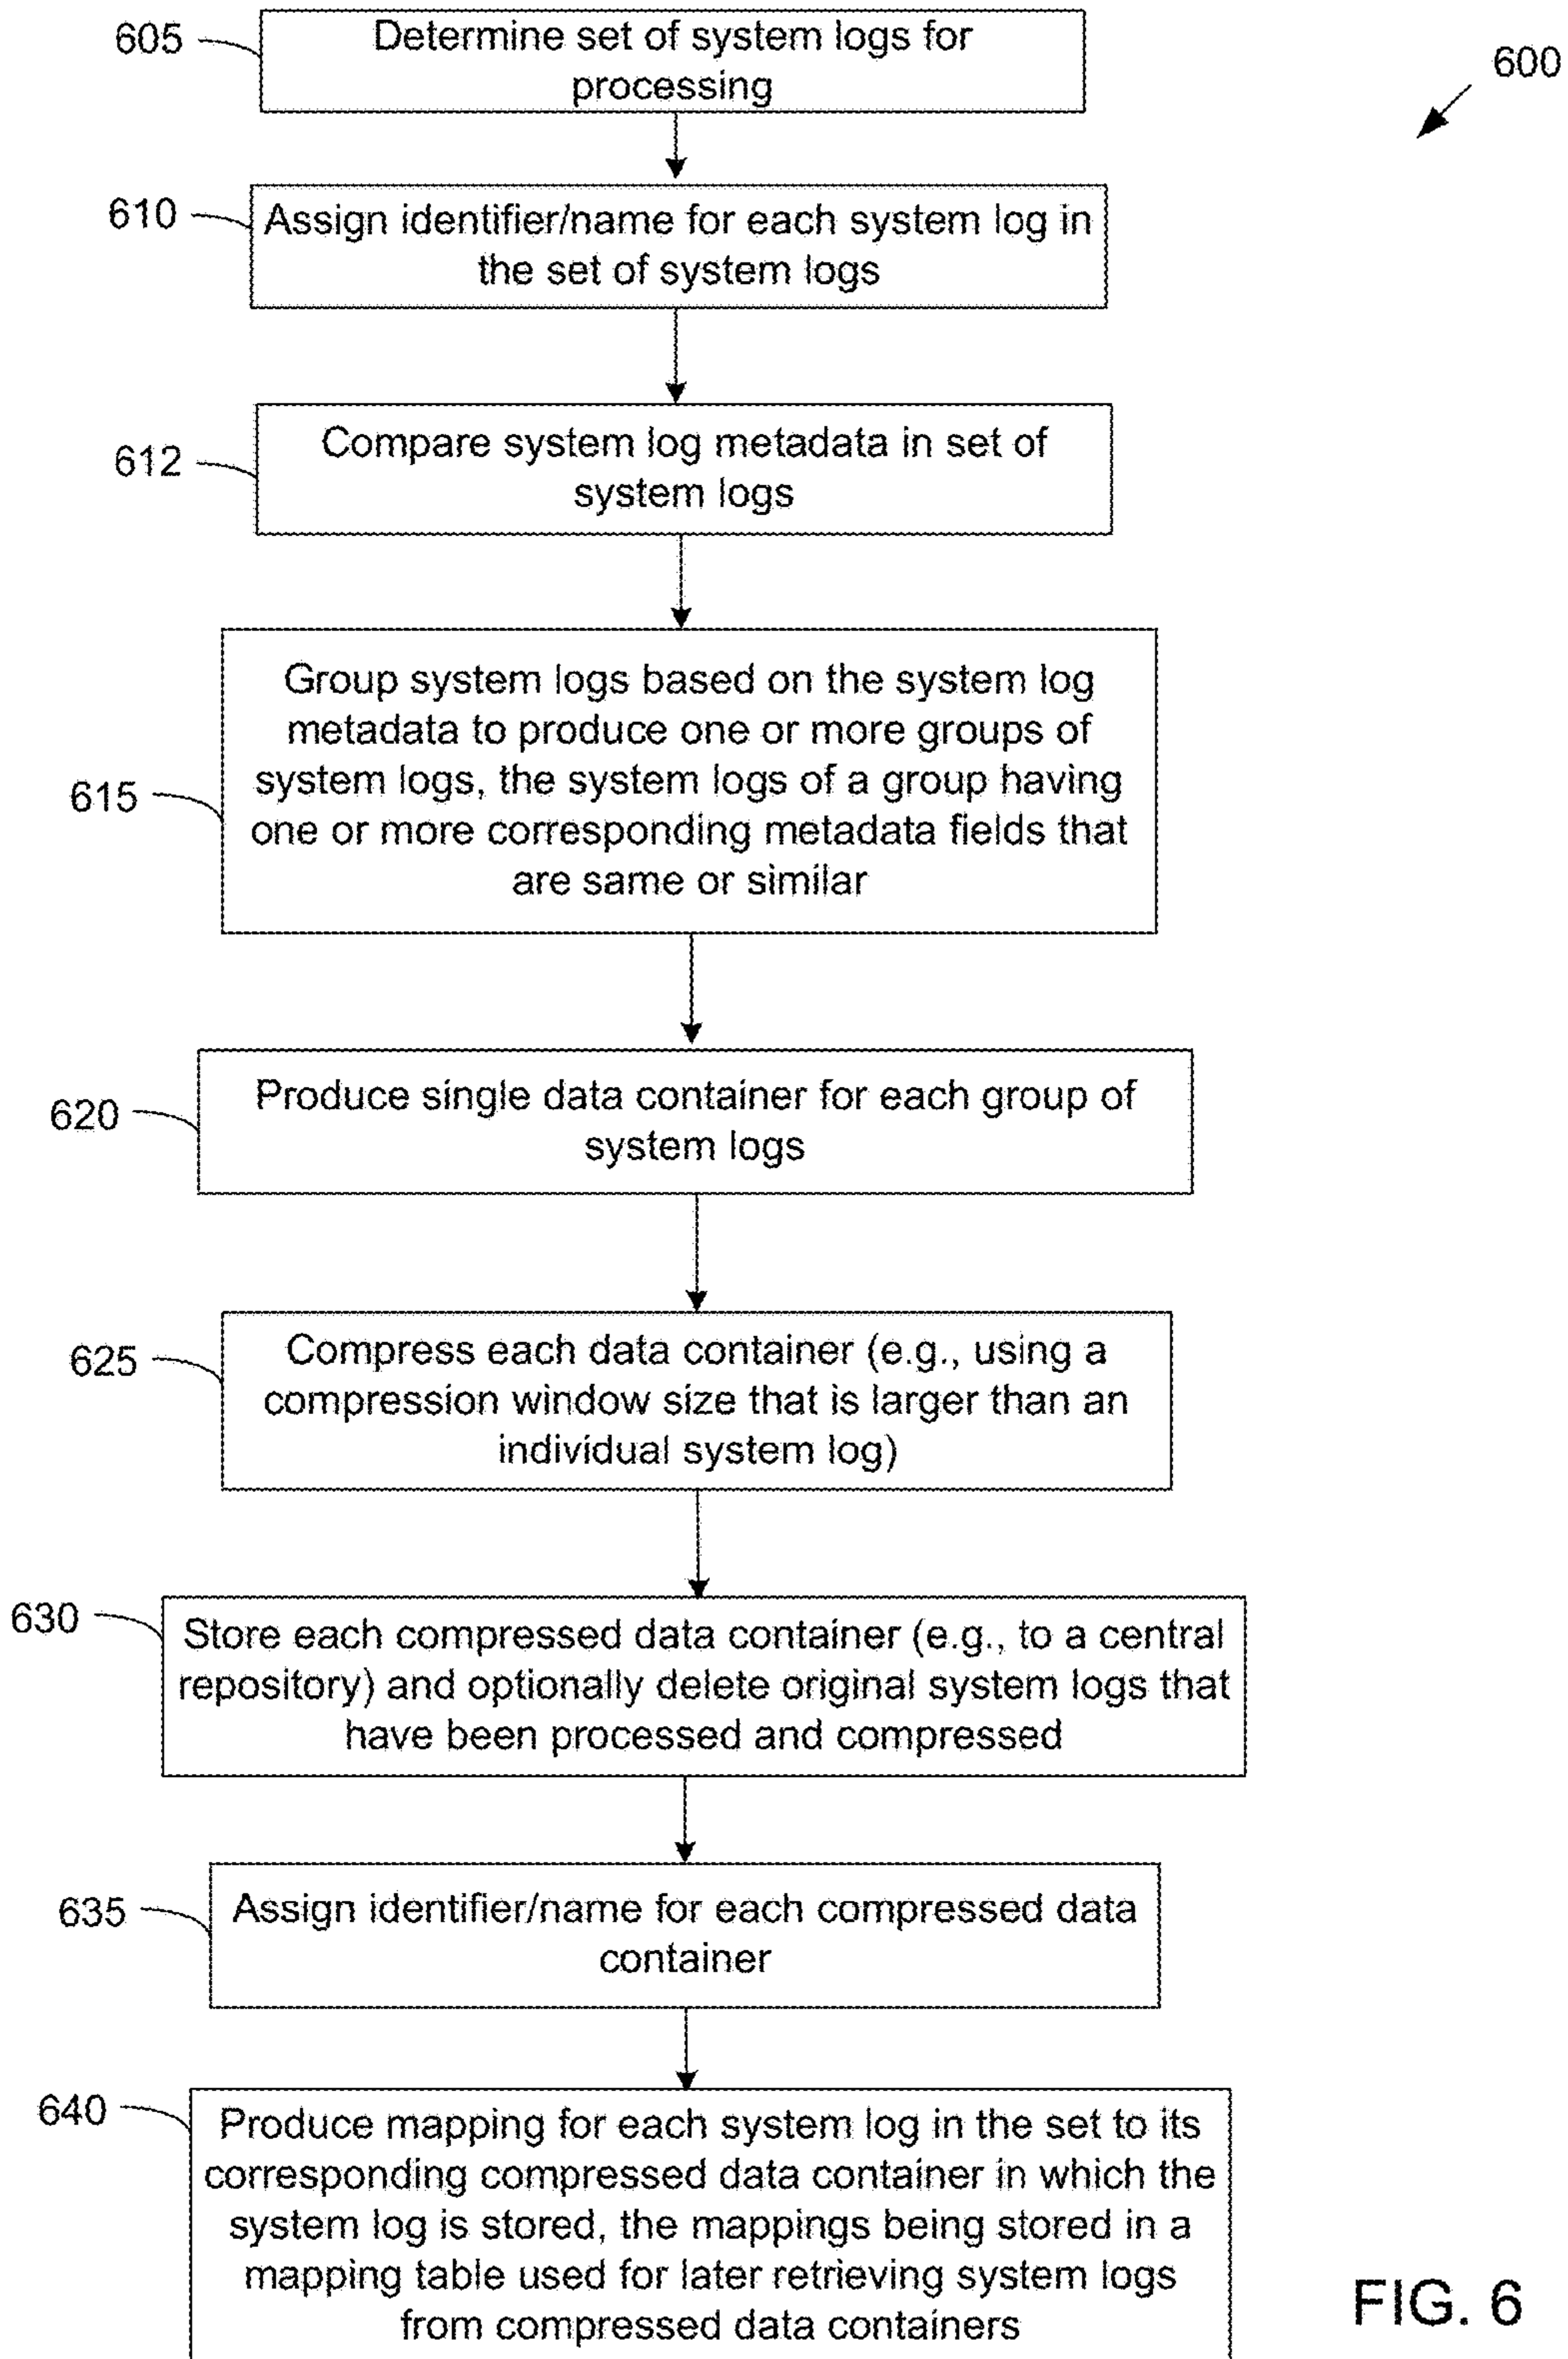 605
Determine set of system logs for
processing
600
610
Assign identifier/name for each system log in
the set of system logs
612
Compare system log metadata in set of
system logs
615
Group system logs based on the system log
metadata to produce one or more groups of
system logs, the system logs of a group having
one or more corresponding metadata fields that
are same or similar
620
Produce single data container for each group of
system logs
625
Compress each data container (e.g., using a
compression window size that is larger than an
individual system log)
630
Store each compressed data container (e.g., to a central
repository) and optionally delete original system logs that
have been processed and compressed
635
Assign identifier/name for each compressed data
container
640
Produce mapping for each system log in the set to its
corresponding compressed data container in which the
system log is stored, the mappings being stored in a
mapping table used for later retrieving system logs
from compressed data containers
FIG. 6